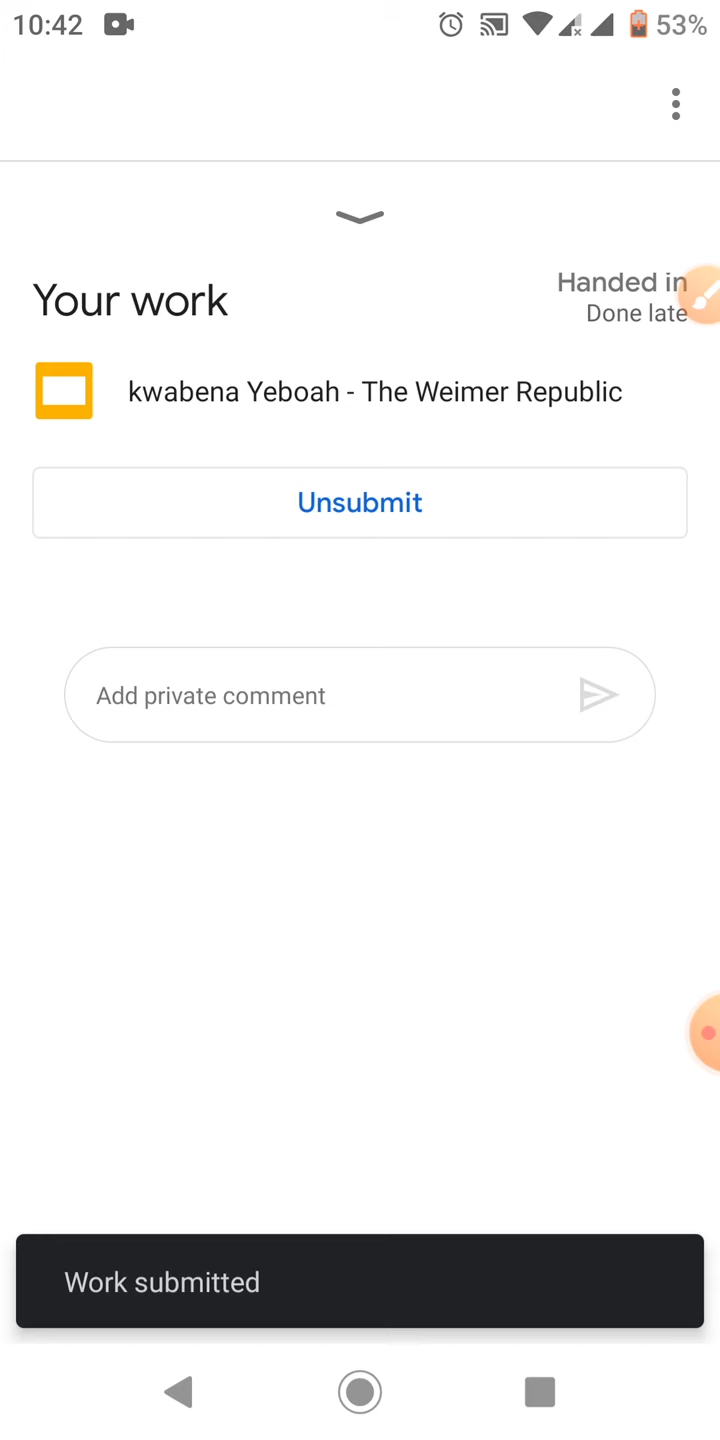 10:42
53%
Your work
Handed in
Done late
kwabena Yeboah - The Weimer Republic
Unsubmit
Add private comment
Work submitted